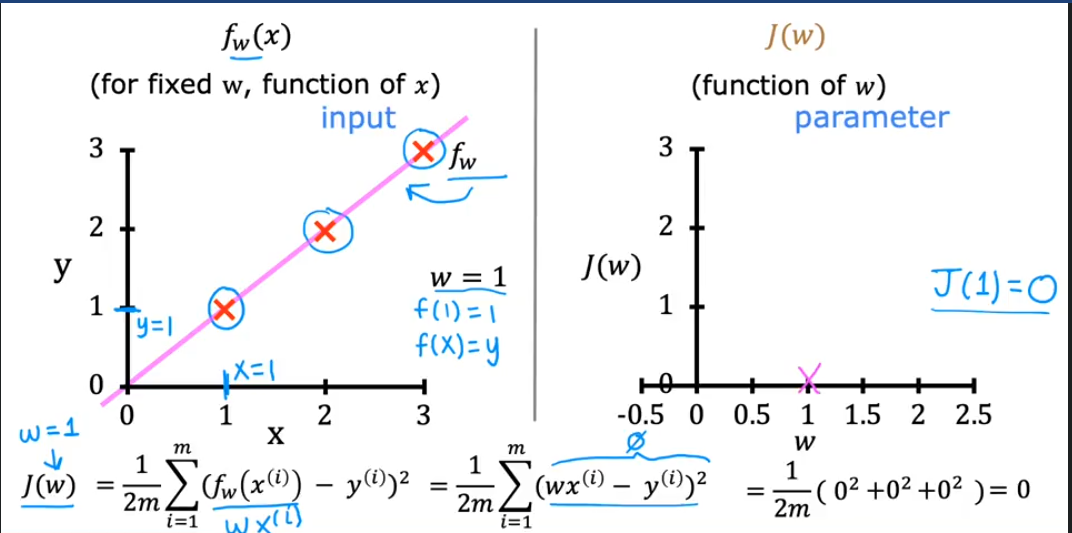 f_w(x)
(for fixed w, function of x)
input
3
2
y
1
0
0 1 2 3
x
f_w
w = 1
f(1)=1
f(x)=y
y=1
x=1
J(w)
(function of w)
parameter
3
2
J(w)
1
0
-0.5 0 0.5 1 1.5 2 2.5
w
J(1)=0
w=1
↓
J(w) = \frac{1}{2m} \sum_{i=1}^{m} (f_w(x^{(i)}) − y^{(i)})^2 = \frac{1}{2m} \sum_{i=1}^{m} (wx^{(i)} − y^{(i)})^2 = \frac{1}{2m} ( 0^2 +0^2 +0^2 )= 0
wx^{(i)}
0